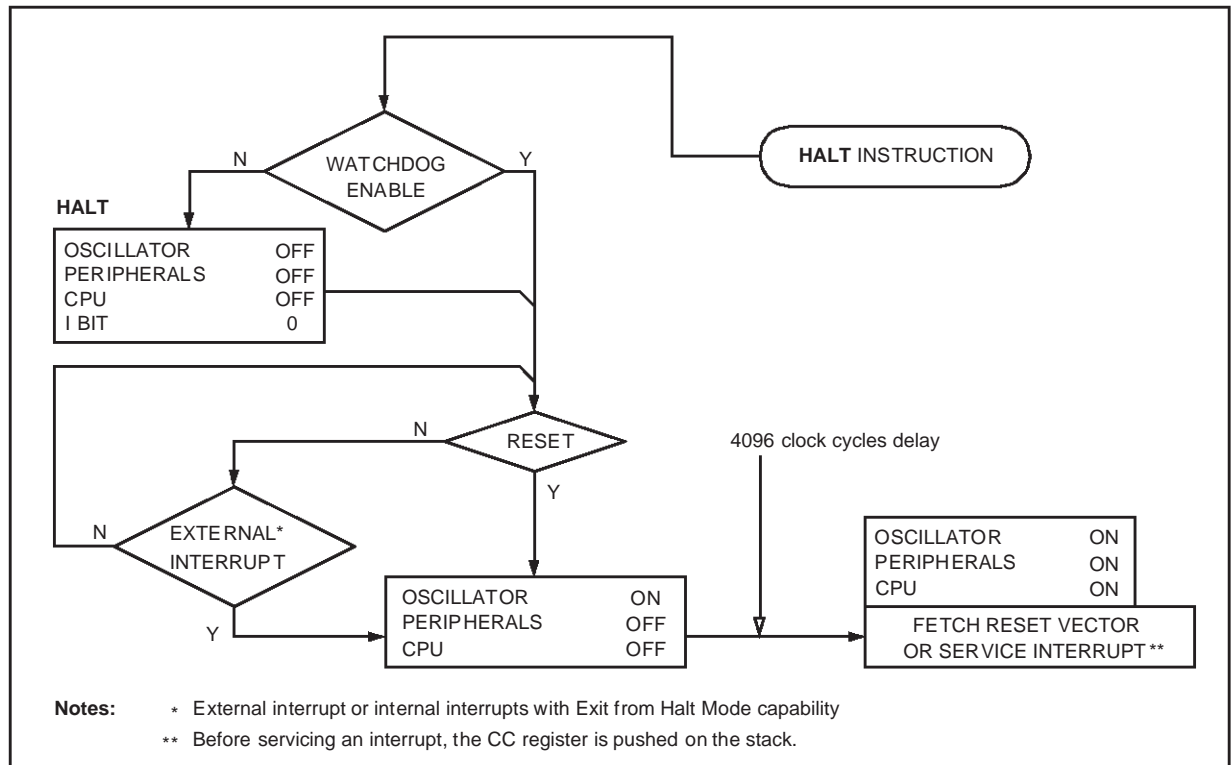 HALT INSTRUCTION
WATCHDOG
ENABLE
N
Y
HALT
OSCILLATOR OFF
PERIPHERALS OFF
CPU OFF
I BIT 0
RESET
N
Y
4096 clock cycles delay
EXTERNAL*
INTERRUPT
N
Y
OSCILLATOR ON
PERIPHERALS OFF
CPU OFF
OSCILLATOR ON
PERIPHERALS ON
CPU ON
FETCH RESET VECTOR
OR SERVICE INTERRUPT**
Notes: * External interrupt or internal interrupts with Exit from Halt Mode capability
** Before servicing an interrupt, the CC register is pushed on the stack.